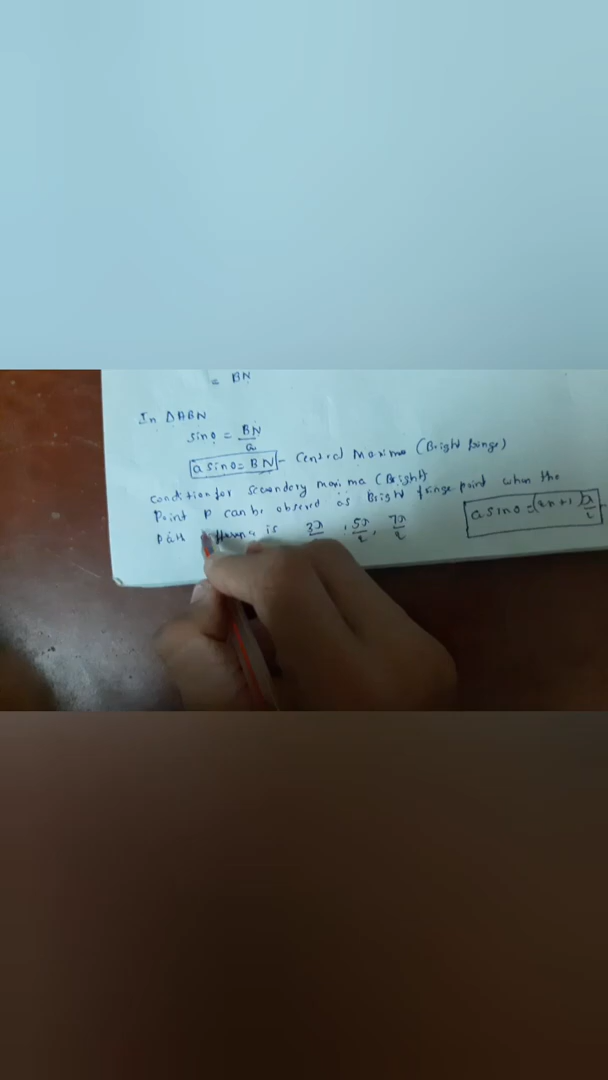 = BN
In ΔABN
sinθ = BN/a
a sinθ = BN - Central Maxima (Bright fringe)
condition for secondary maxima (Bright)
Point P can be observed as Bright fringe point when the
path is 3λ/2, 5λ/2, 7λ/2 a sinθ = (2n+1) λ/2